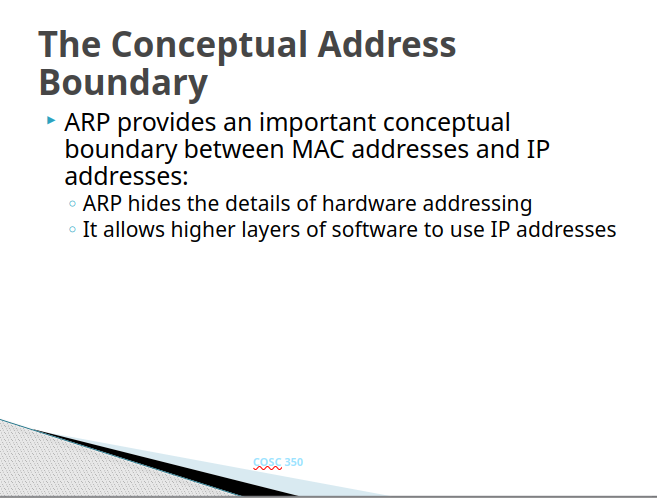 The Conceptual Address
Boundary
ARP provides an important conceptual
boundary between MAC addresses and IP
addresses:
ARP hides the details of hardware addressing
It allows higher layers of software to use IP addresses
COSC 350